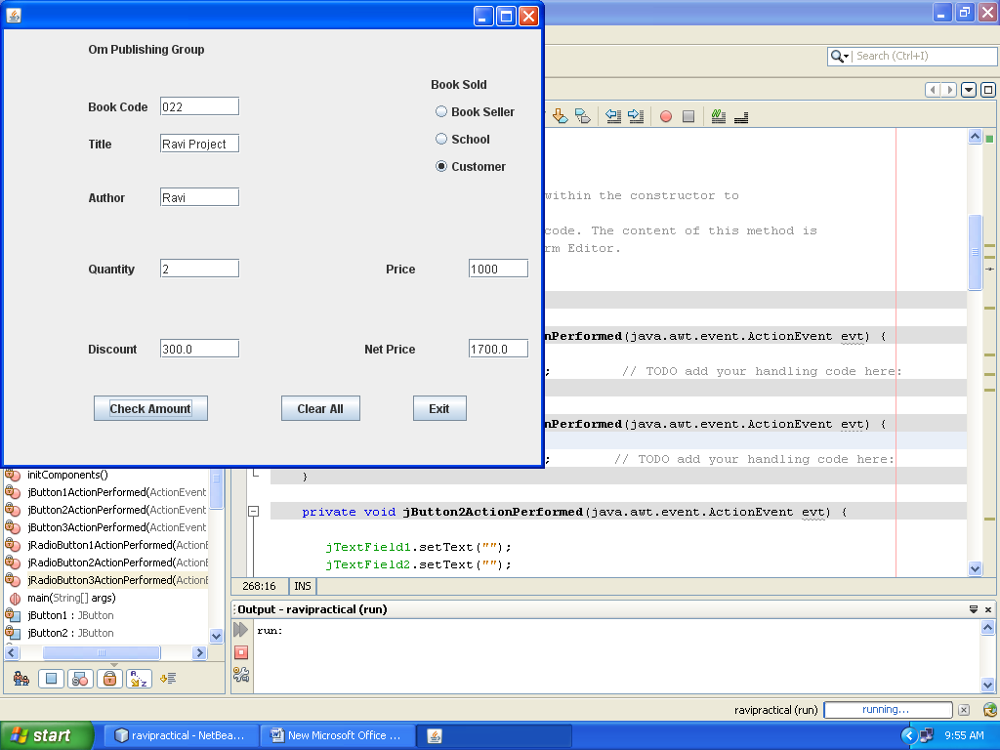 Om Publishing Group
Book Sold
Book Code 022
Book Seller
Title Ravi Project
School
Customer
Author Ravi
Quantity 2 Price 1000
Discount 300.0 Net Price 1700.0
Check Amount Clear All Exit
Search (Ctrl+I)
within the constructor to
code. The content of this method is
rm Editor.
nPerformed(java.awt.event.ActionEvent evt) {
; // TODO add your handling code here:
nPerformed(java.awt.event.ActionEvent evt) {
; // TODO add your handling code here:
}
private void jButton2ActionPerformed(java.awt.event.ActionEvent evt) {
jTextField1.setText("");
jTextField2.setText("");
268:16 INS
initComponents()
jButton1ActionPerformed(ActionEvent
jButton2ActionPerformed(ActionEvent
jButton3ActionPerformed(ActionEvent
jRadioButton1ActionPerformed(ActionE
jRadioButton2ActionPerformed(ActionE
jRadioButton3ActionPerformed(ActionE
main(String[] args)
jButton1 : JButton
jButton2 : JButton
Output - ravipractical (run)
run:
ravipractical (run) running...
start ravipractical - NetBea... New Microsoft Office ... 9:55 AM